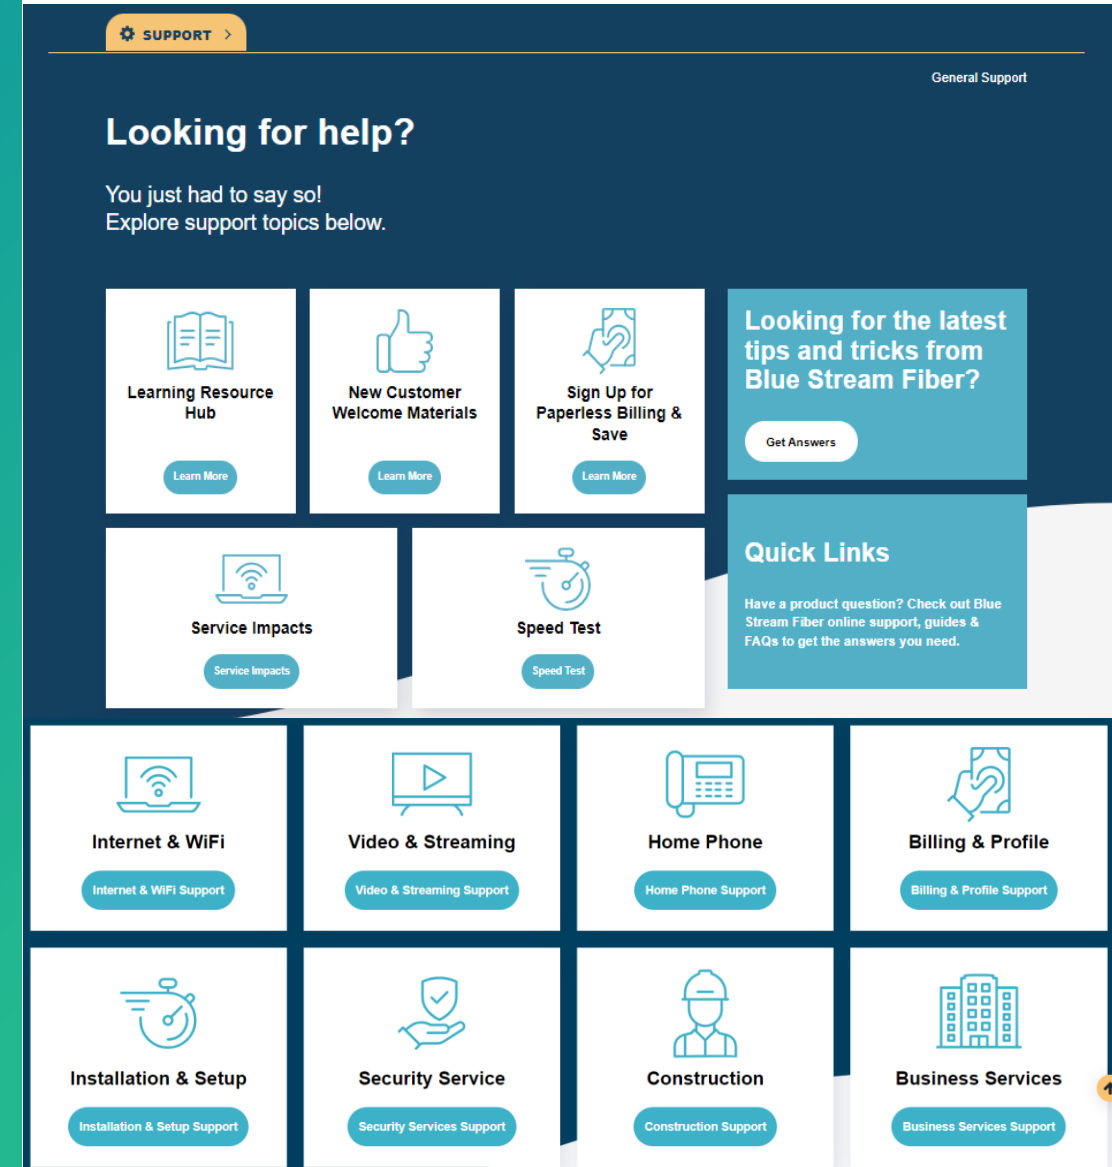 SUPPORT >
General Support
Looking for help?
You just had to say so!
Explore support topics below.
Learning Resource
Hub
Learn More
New Customer
Welcome Materials
Learn More
Sign Up for
Paperless Billing &
Save
Learn More
Looking for the latest
tips and tricks from
Blue Stream Fiber?
Get Answers
Service Impacts
Service Impacts
Speed Test
Speed Test
Quick Links
Have a product question? Check out Blue
Stream Fiber online support, guides &
FAQs to get the answers you need.
Internet & WiFi
Internet & WiFi Support
Video & Streaming
Video & Streaming Support
Home Phone
Home Phone Support
Billing & Profile
Billing & Profile Support
Installation & Setup
Installation & Setup Support
Security Service
Security Services Support
Construction
Construction Support
Business Services
Business Services Support